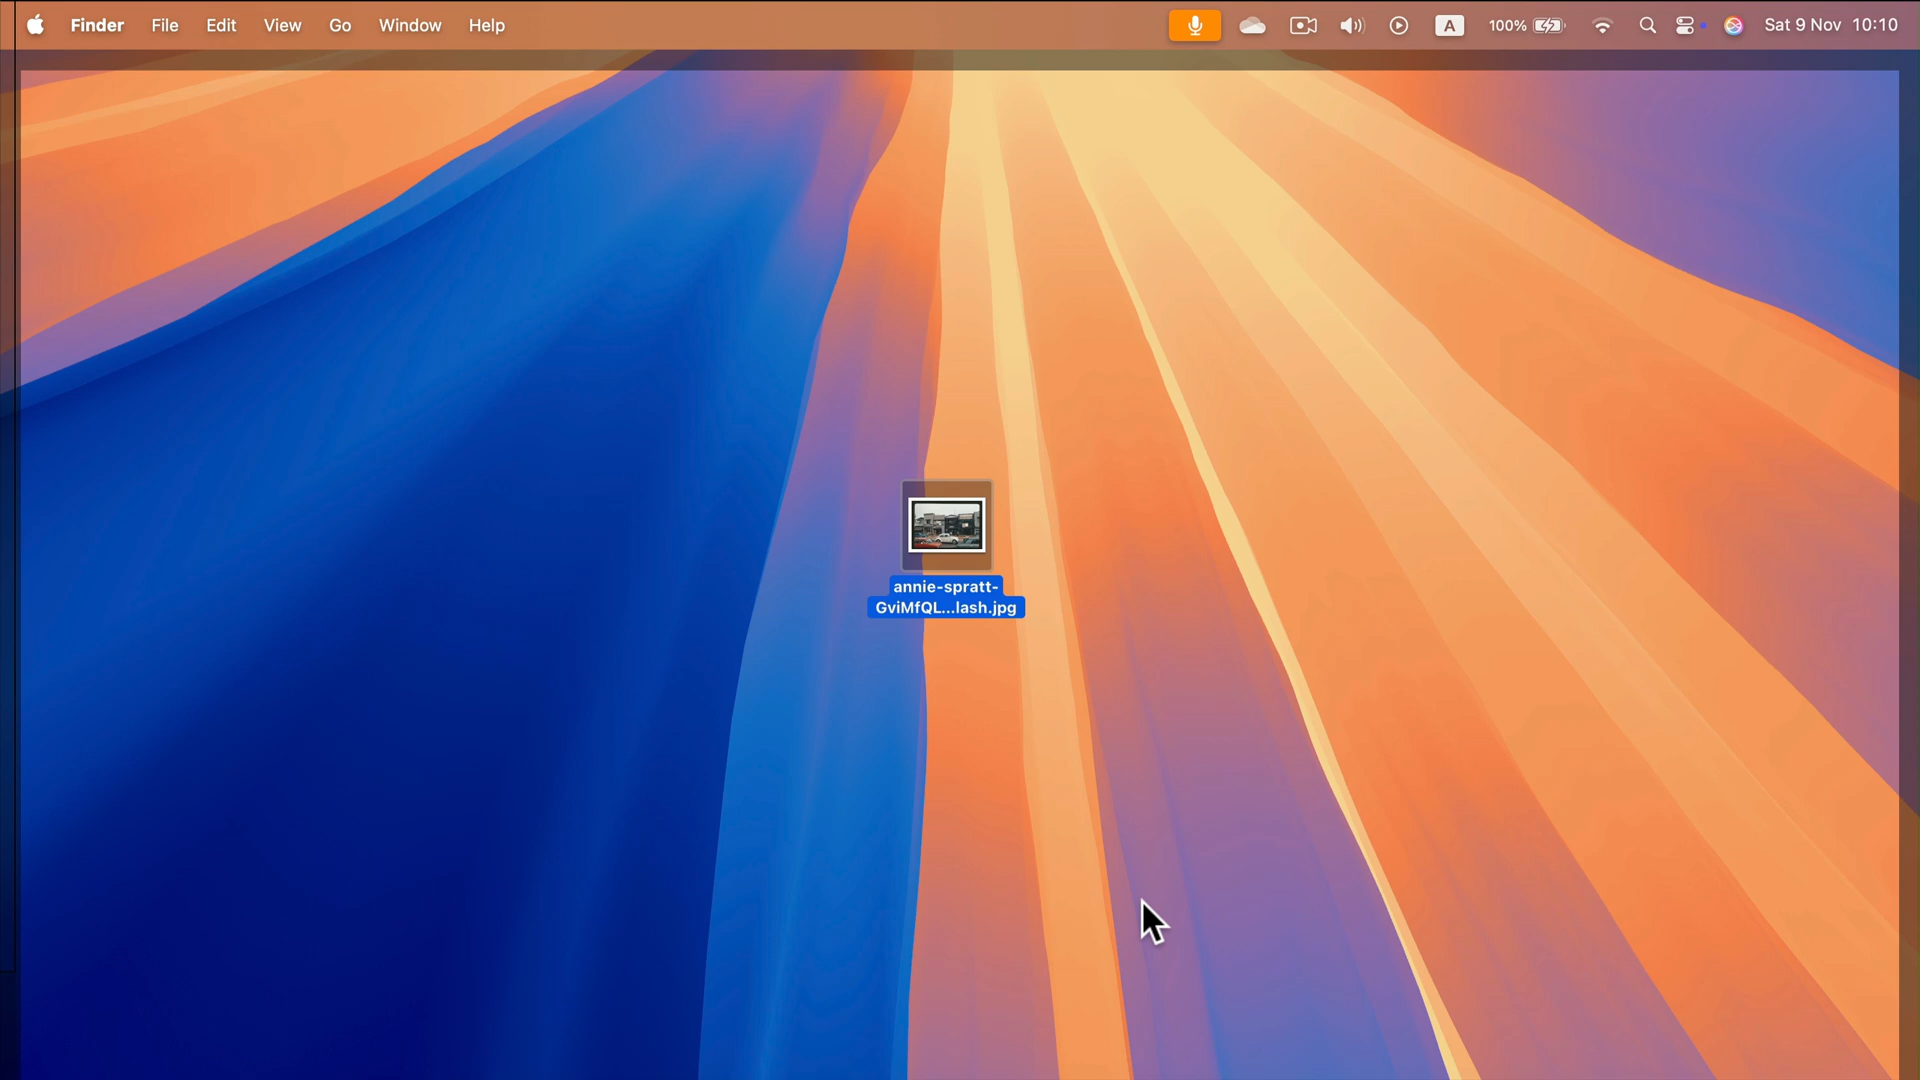 Finder File Edit View Go Window Help A 100% Sat 9 Nov 10:10
annie-spratt-
GviMfQL...lash.jpg